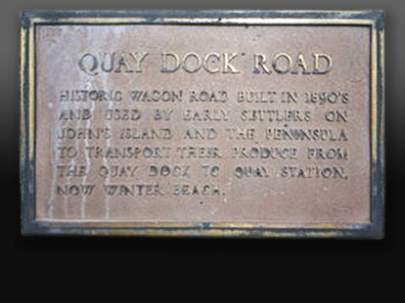 QUAY DOCK ROAD
HISTORIC WAGON ROAD BUILT IN 1890'S
AND USED BY EARLY SETTLERS ON
JOHN'S ISLAND AND THE PENINSULA
TO TRANSPORT THEIR PRODUCE FROM
THE QUAY DOCK TO QUAY STATION,
NOW WINTER BEACH.